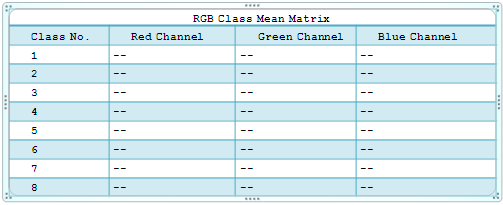 RGB Class Mean Matrix
Class No. Red Channel Green Channel Blue Channel
1 -- -- --
2 -- -- --
3 -- -- --
4 -- -- --
5 -- -- --
6 -- -- --
7 -- -- --
8 -- -- --